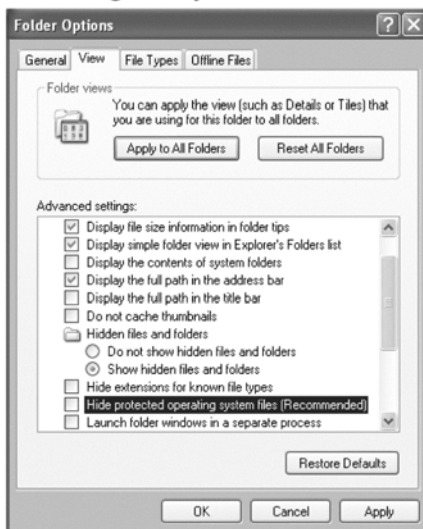 Folder Options
General View File Types Offline Files
Folder views
You can apply the view (such as Details or Tiles) that
you are using for this folder to all folders.
Apply to All Folders Reset All Folders
Advanced settings:
Display file size information in folder tips
Display simple folder view in Explorer's Folders list
Display the contents of system folders
Display the full path in the address bar
Display the full path in the title bar
Do not cache thumbnails
Hidden files and folders
Do not show hidden files and folders
Show hidden files and folders
Hide extensions for known file types
Hide protected operating system files (Recommended)
Launch folder windows in a separate process
Restore Defaults
OK Cancel Apply